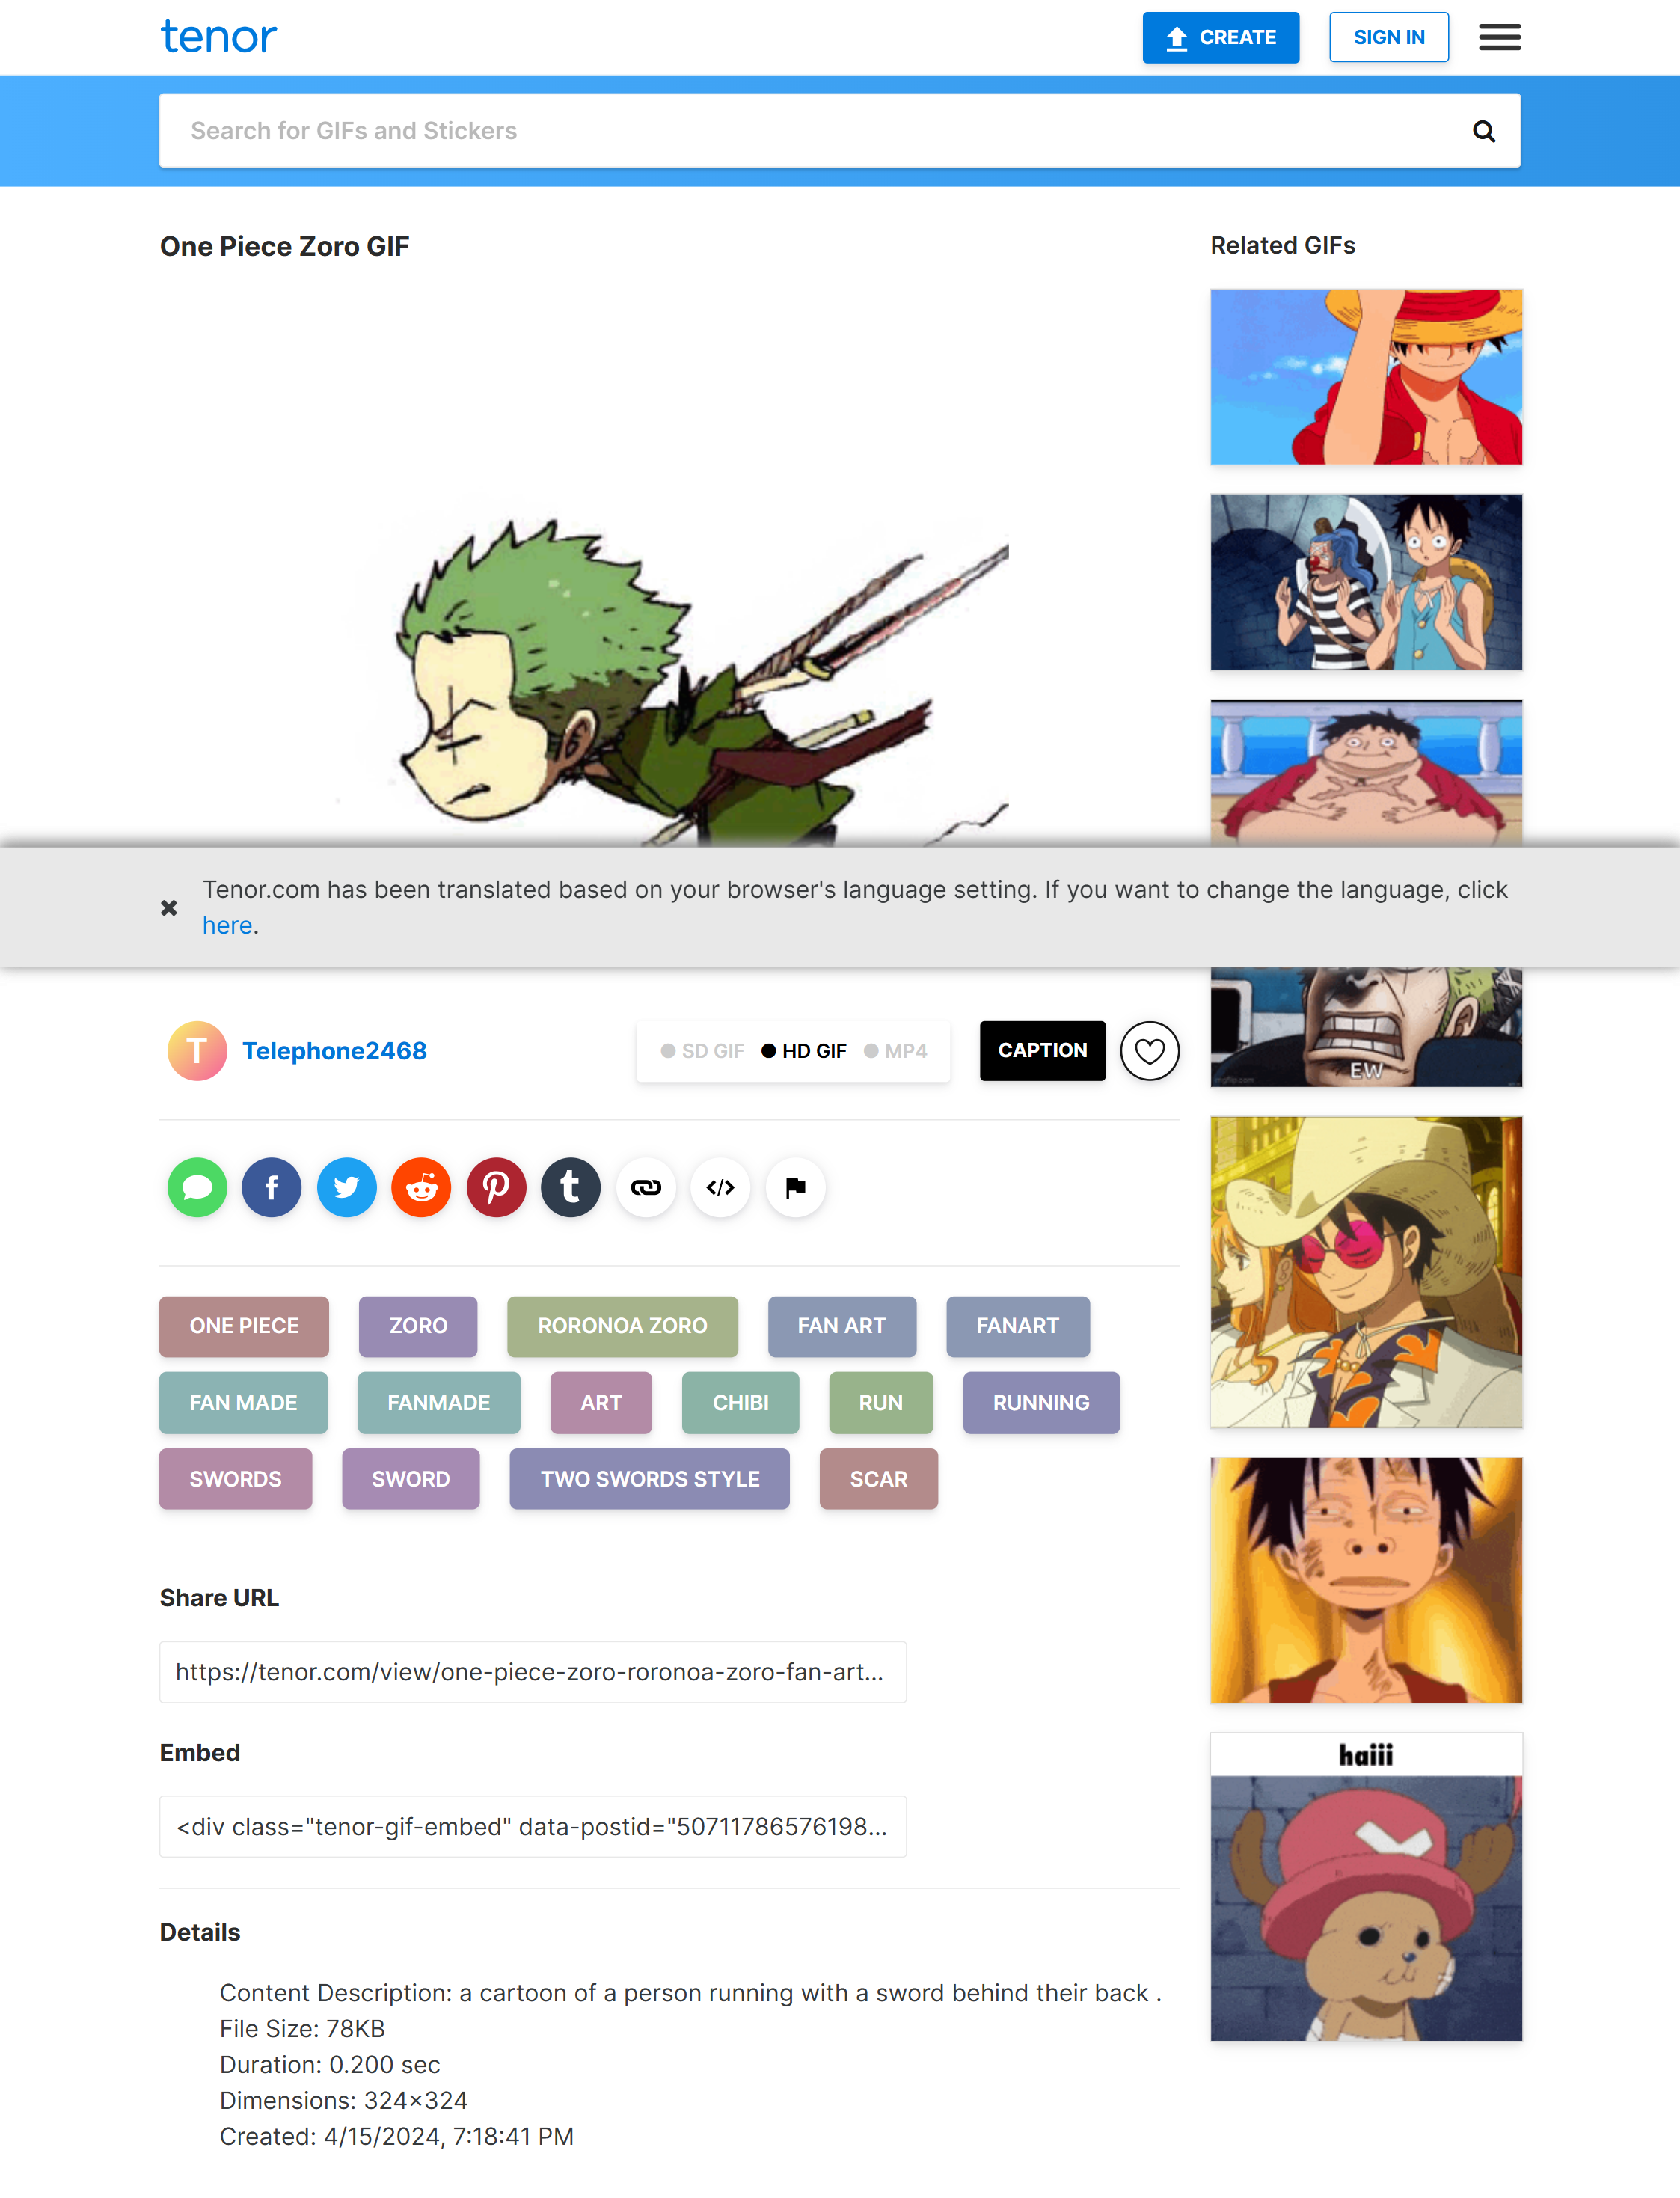 tenor
CREATE
SIGN IN
Search for GIFs and Stickers
One Piece Zoro GIF
Related GIFs
Tenor.com has been translated based on your browser's language setting. If you want to change the language, click
here.
T
Telephone2468
SD GIF
HD GIF
MP4
CAPTION
EW
imgflip.com
ONE PIECE
ZORO
RORONOA ZORO
FAN ART
FANART
FAN MADE
FANMADE
ART
CHIBI
RUN
RUNNING
SWORDS
SWORD
TWO SWORDS STYLE
SCAR
Share URL
https://tenor.com/view/one-piece-zoro-roronoa-zoro-fan-art...
Embed
<div class="tenor-gif-embed" data-postid="50711786576198...
haiii
Details
Content Description: a cartoon of a person running with a sword behind their back .
File Size: 78KB
Duration: 0.200 sec
Dimensions: 324×324
Created: 4/15/2024, 7:18:41 PM